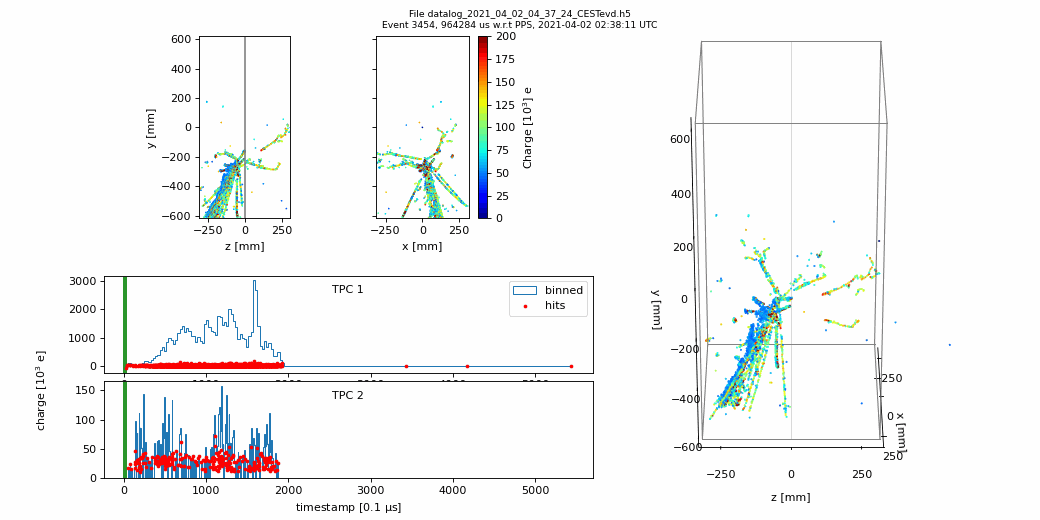 File datalog_2021_04_02_04_37_24_CESTevd.h5
Event 3454, 964284 us w.r.t PPS, 2021-04-02 02:38:11 UTC
600
400
200
0
−200
−400
−600
y [mm]
−250 0 250
z [mm]
−250 0 250
x [mm]
200
175
150
125
100
75
50
25
0
Charge [10³] e
TPC 1
binned
hits
3000
2000
1000
0
TPC 2
150
100
50
0
charge [10³ e]
0 1000 2000 3000 4000 5000
timestamp [0.1 μs]
600
400
200
0
−200
−400
−600
y [mm]
−250 0 250
z [mm]
−250
0
250
x [mm]